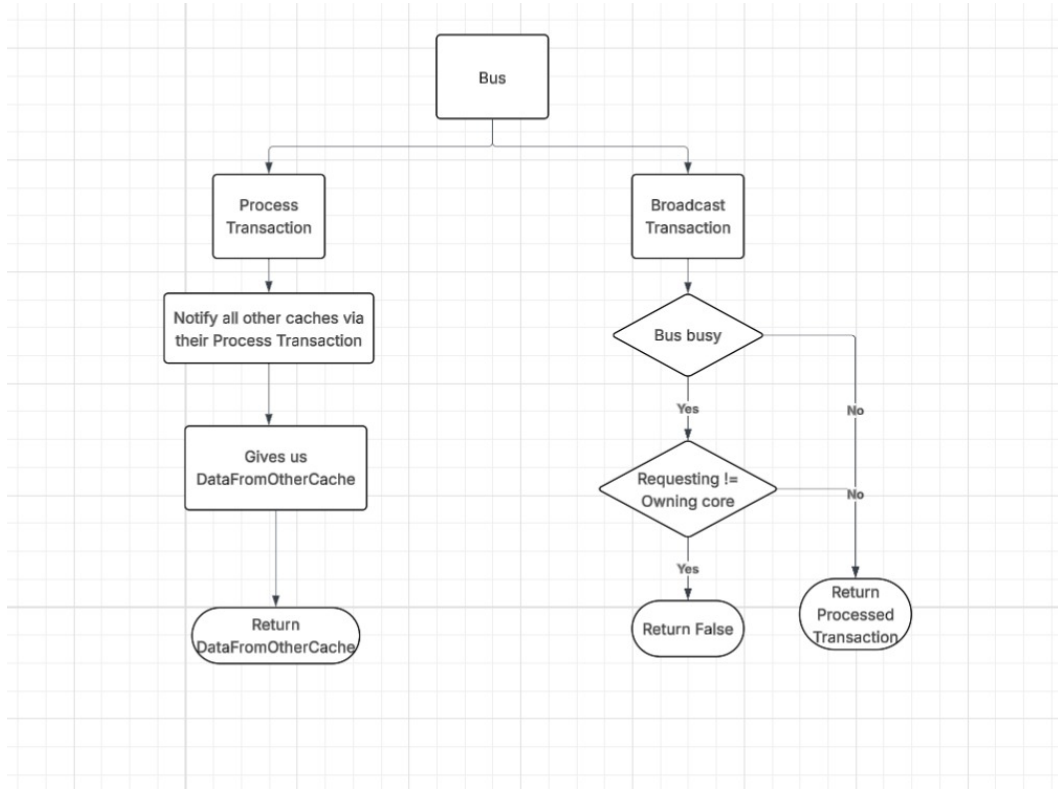 Bus
Process
Transaction
Broadcast
Transaction
Notify all other caches via
their Process Transaction
Bus busy
Yes
No
Gives us
DataFromOtherCache
Requesting !=
Owning core
No
Yes
Return
DataFromOtherCache
Return False
Return
Processed
Transaction